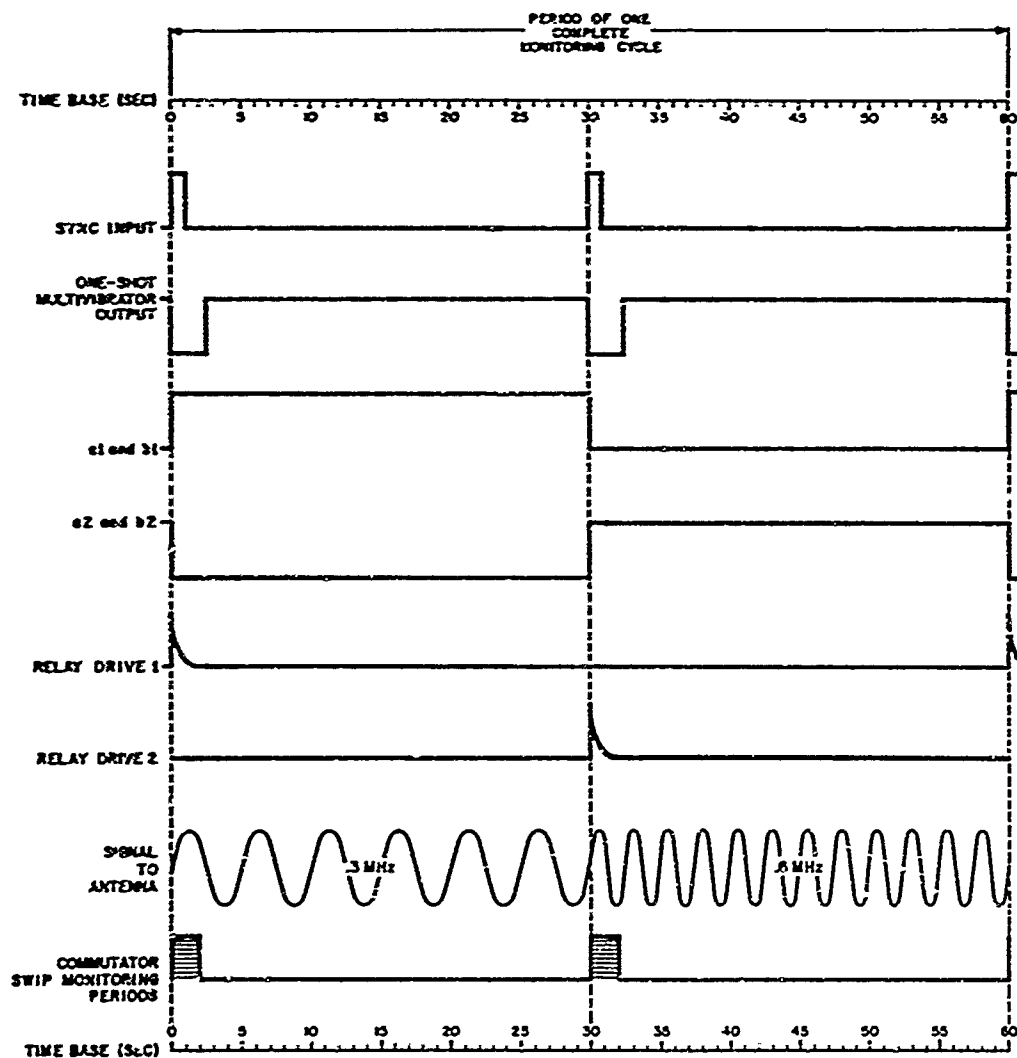 PERIOD OF ONE
COMPLETE
MONITORING CYCLE
TIME BASE (SEC)
0 5 10 15 20 25 30 35 40 45 50 55 60
SYNC INPUT
ONE-SHOT
MULTIVIBRATOR
OUTPUT
a1 and b1
a2 and b2
RELAY DRIVE 1
RELAY DRIVE 2
SIGNAL
TO
ANTENNA
.3 MHz
.6 MHz
COMMUTATOR
SWIP MONITORING
PERIODS
0 5 10 15 20 25 30 35 40 45 50 55 60
TIME BASE (SEC)